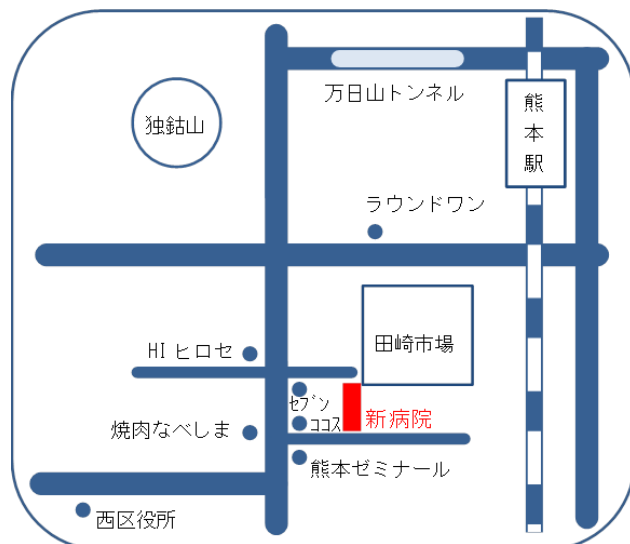 万日山トンネル
熊本駅
独鈷山
ラウンドワン
田崎市場
HIヒロセ
セブン
ココス
新病院
焼肉なべしま
熊本ゼミナール
西区役所